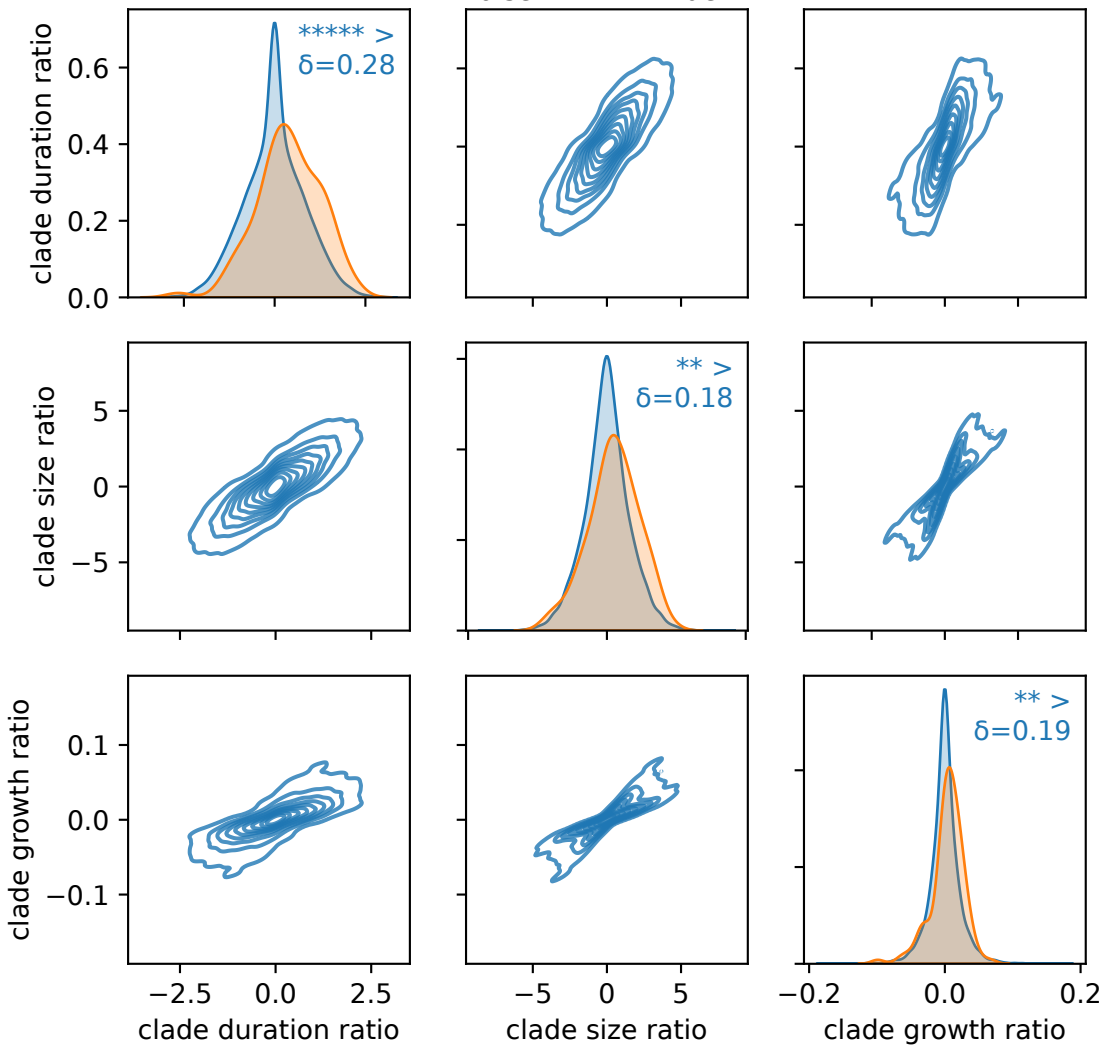 clade duration ratio
0.6
0.4
0.2
0.0
***** >
δ=0.28
clade size ratio
5
0
−5
** >
δ=0.18
clade growth ratio
0.1
0.0
−0.1
** >
δ=0.19
−2.5 0.0 2.5
−5 0 5
−0.2 0.0 0.2
clade duration ratio
clade size ratio
clade growth ratio